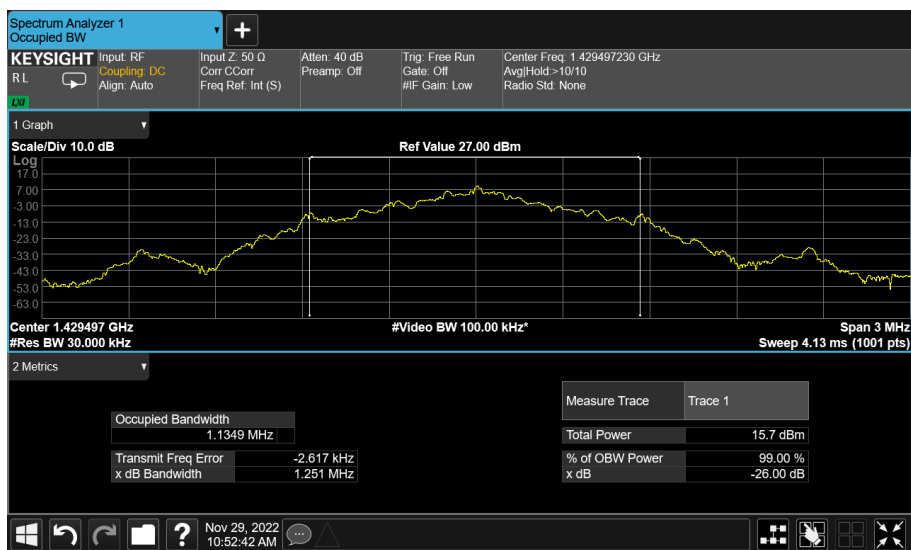 Spectrum Analyzer 1
Occupied BW
KEYSIGHT
R L
LXI
Input: RF
Coupling: DC
Align: Auto
Input Z: 50 Ω
Corr CCorr
Freq Ref: Int (S)
Atten: 40 dB
Preamp: Off
Trig: Free Run
Gate: Off
#IF Gain: Low
Center Freq: 1.429497230 GHz
Avg|Hold:>10/10
Radio Std: None
1 Graph
Scale/Div 10.0 dB
Ref Value 27.00 dBm
Log
17.0
7.00
-3.00
-13.0
-23.0
-33.0
-43.0
-53.0
-63.0
Center 1.429497 GHz
#Video BW 100.00 kHz*
Span 3 MHz
#Res BW 30.000 kHz
Sweep 4.13 ms (1001 pts)
2 Metrics
Measure Trace Trace 1
Occupied Bandwidth
1.1349 MHz
Total Power 15.7 dBm
Transmit Freq Error -2.617 kHz
% of OBW Power 99.00 %
x dB Bandwidth 1.251 MHz
x dB -26.00 dB
?
Nov 29, 2022
10:52:42 AM